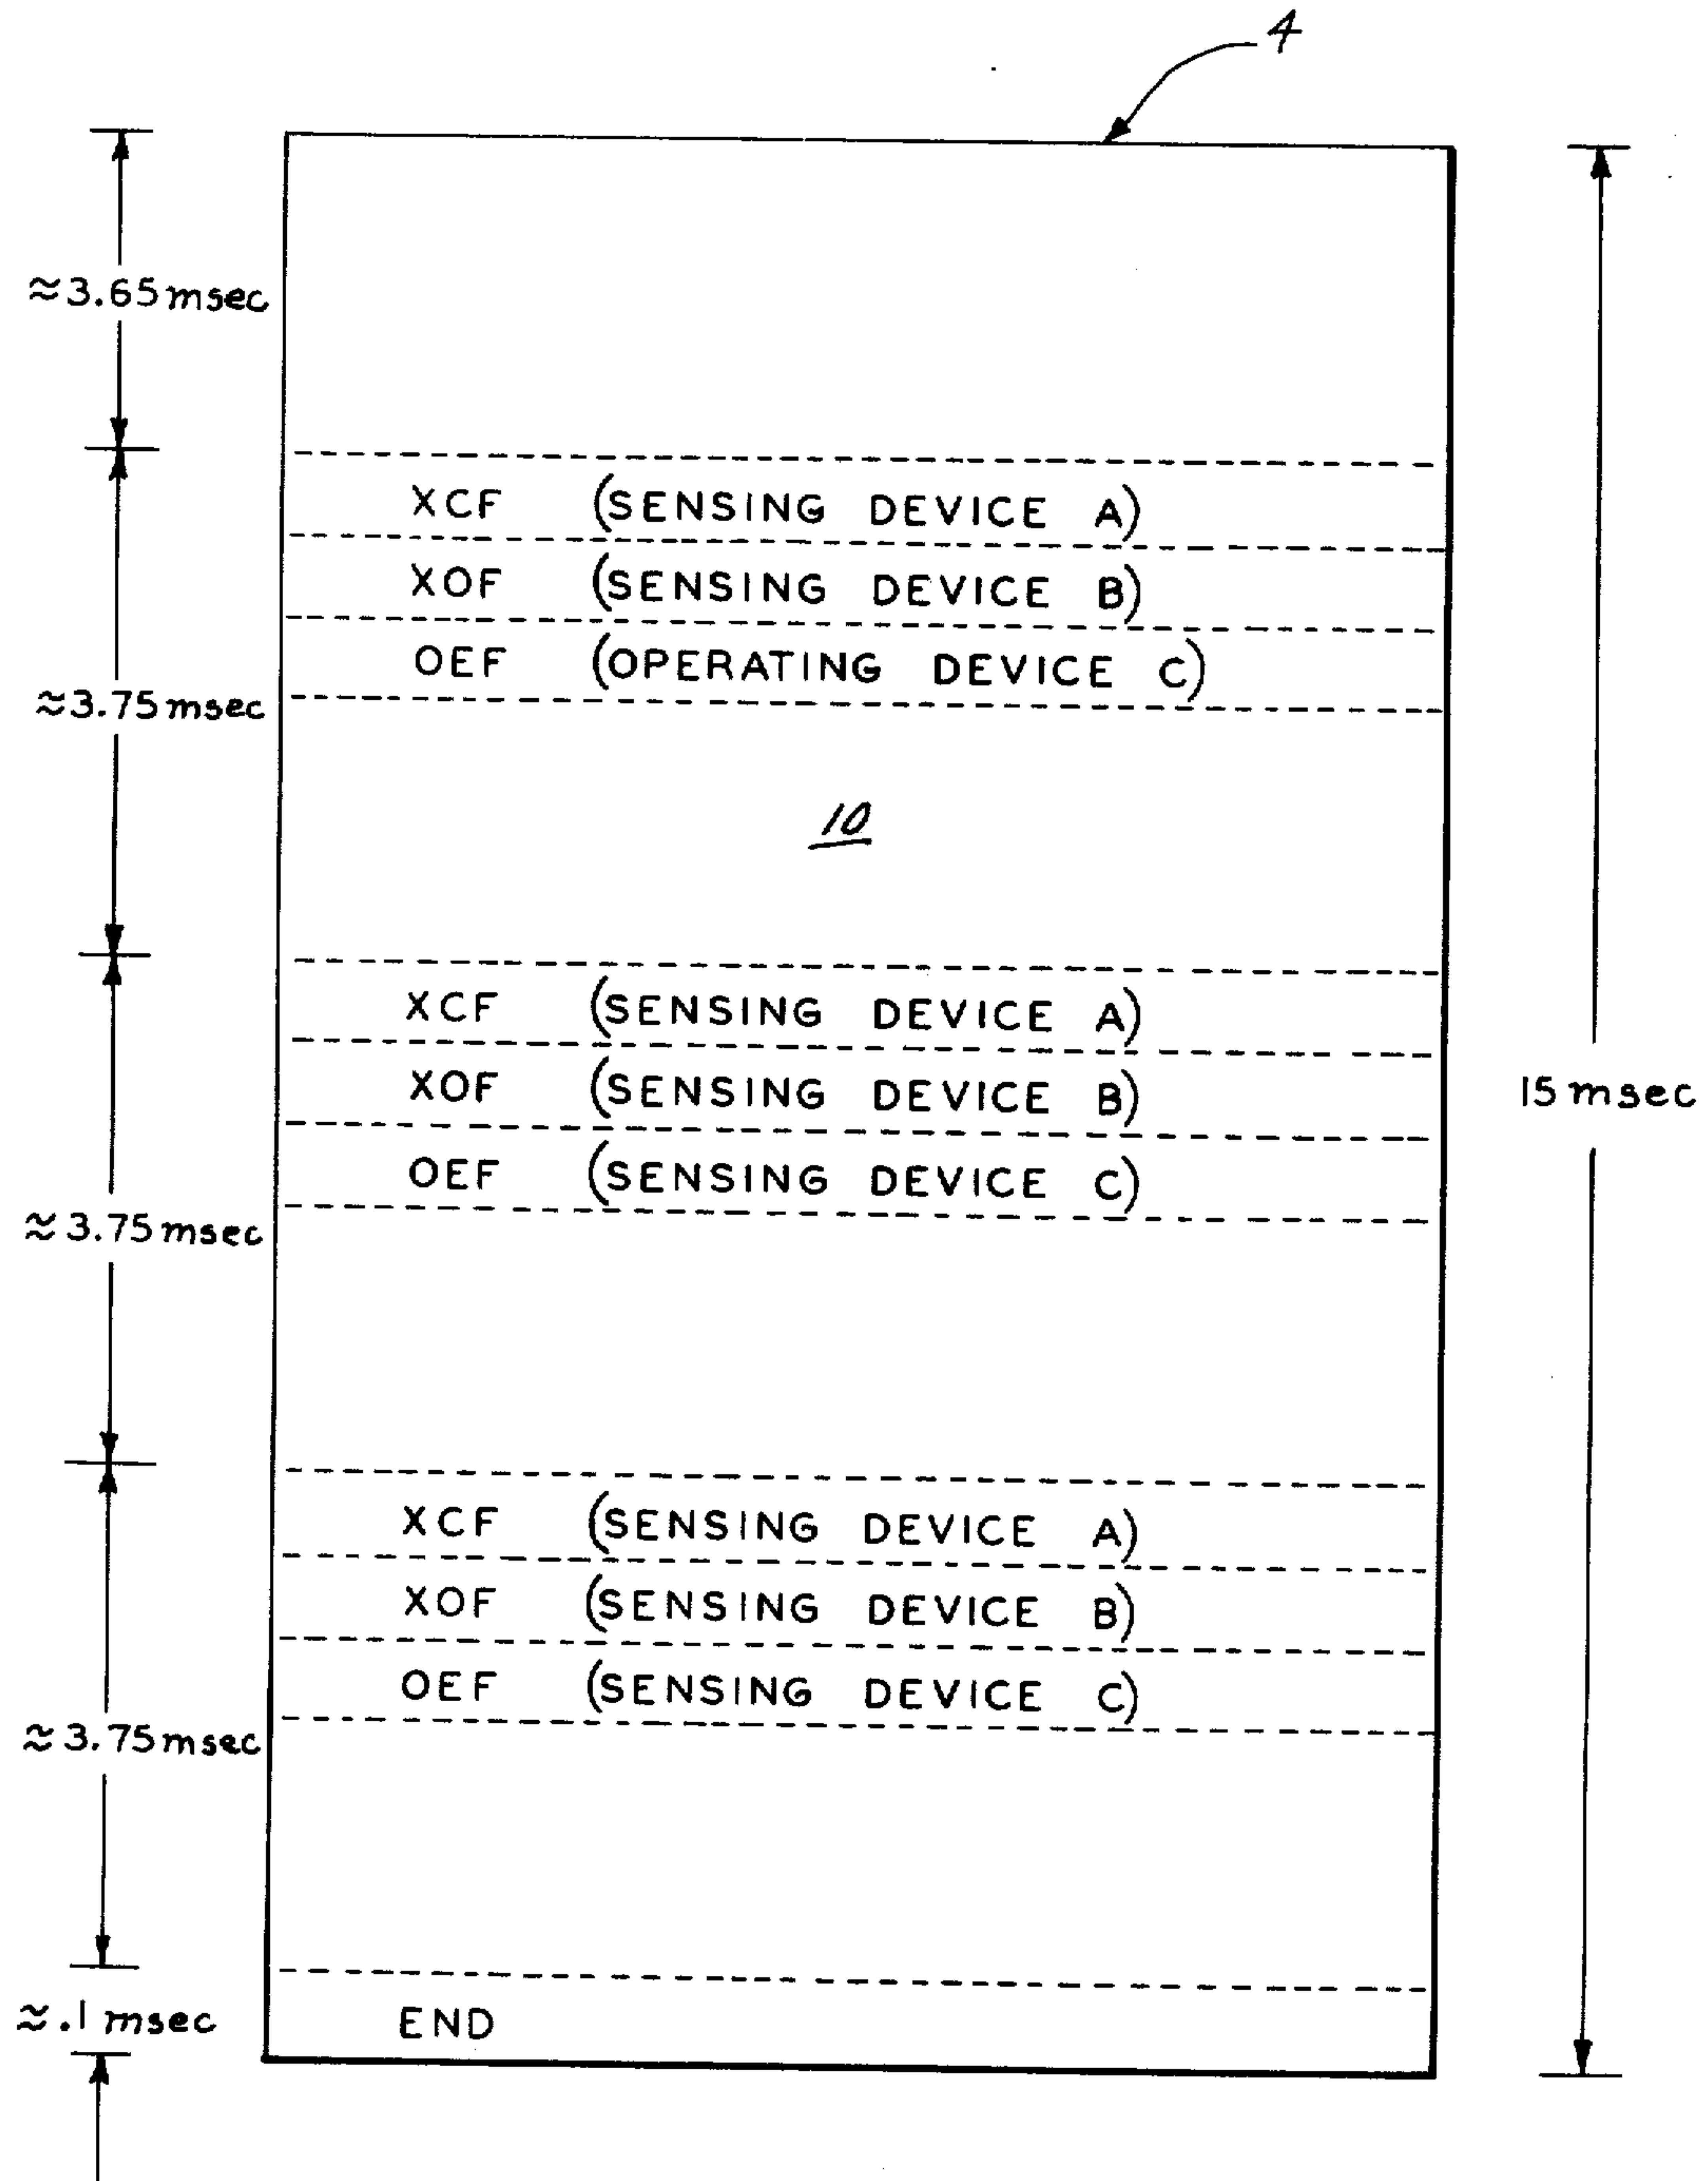 4
≈3.65 msec
XCF (SENSING DEVICE A)
XOF (SENSING DEVICE B)
OEF (OPERATING DEVICE C)
≈3.75 msec
10
XCF (SENSING DEVICE A)
XOF (SENSING DEVICE B)
15 msec
OEF (SENSING DEVICE C)
≈3.75 msec
XCF (SENSING DEVICE A)
XOF (SENSING DEVICE B)
OEF (SENSING DEVICE C)
≈3.75 msec
≈.1 msec
END